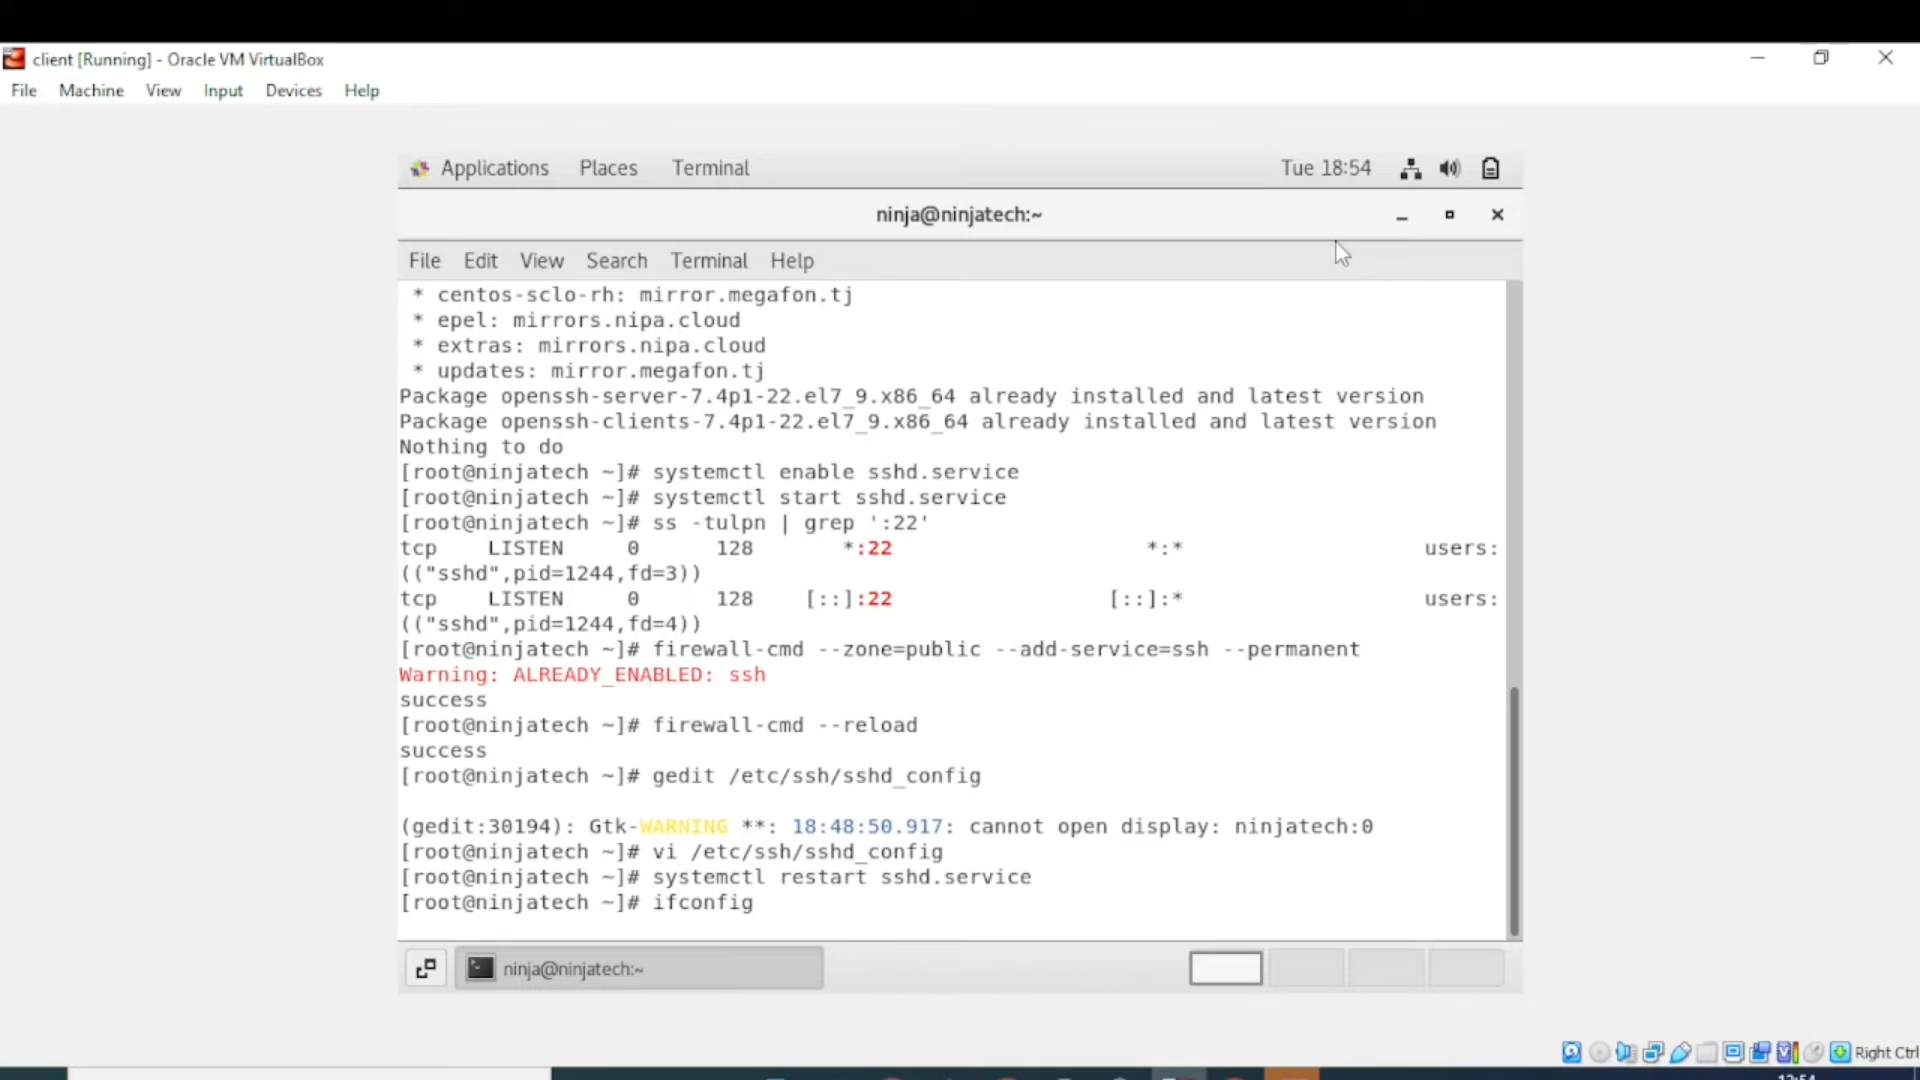 client [Running] - Oracle VM VirtualBox
File Machine View Input Devices Help
Applications Places Terminal Tue 18:54
ninja@ninjatech:~
File Edit View Search Terminal Help
* centos-sclo-rh: mirror.megafon.tj
* epel: mirrors.nipa.cloud
* extras: mirrors.nipa.cloud
* updates: mirror.megafon.tj
Package openssh-server-7.4p1-22.el7_9.x86_64 already installed and latest version
Package openssh-clients-7.4p1-22.el7_9.x86_64 already installed and latest version
Nothing to do
[root@ninjatech ~]# systemctl enable sshd.service
[root@ninjatech ~]# systemctl start sshd.service
[root@ninjatech ~]# ss -tulpn | grep ':22'
tcp LISTEN 0 128 *:22 *:* users:
(("sshd",pid=1244,fd=3))
tcp LISTEN 0 128 [::]:22 [::]:* users:
(("sshd",pid=1244,fd=4))
[root@ninjatech ~]# firewall-cmd --zone=public --add-service=ssh --permanent
Warning: ALREADY_ENABLED: ssh
success
[root@ninjatech ~]# firewall-cmd --reload
success
[root@ninjatech ~]# gedit /etc/ssh/sshd_config
(gedit:30194): Gtk-WARNING **: 18:48:50.917: cannot open display: ninjatech:0
[root@ninjatech ~]# vi /etc/ssh/sshd_config
[root@ninjatech ~]# systemctl restart sshd.service
[root@ninjatech ~]# ifconfig
ninja@ninjatech:~
Right Ctrl